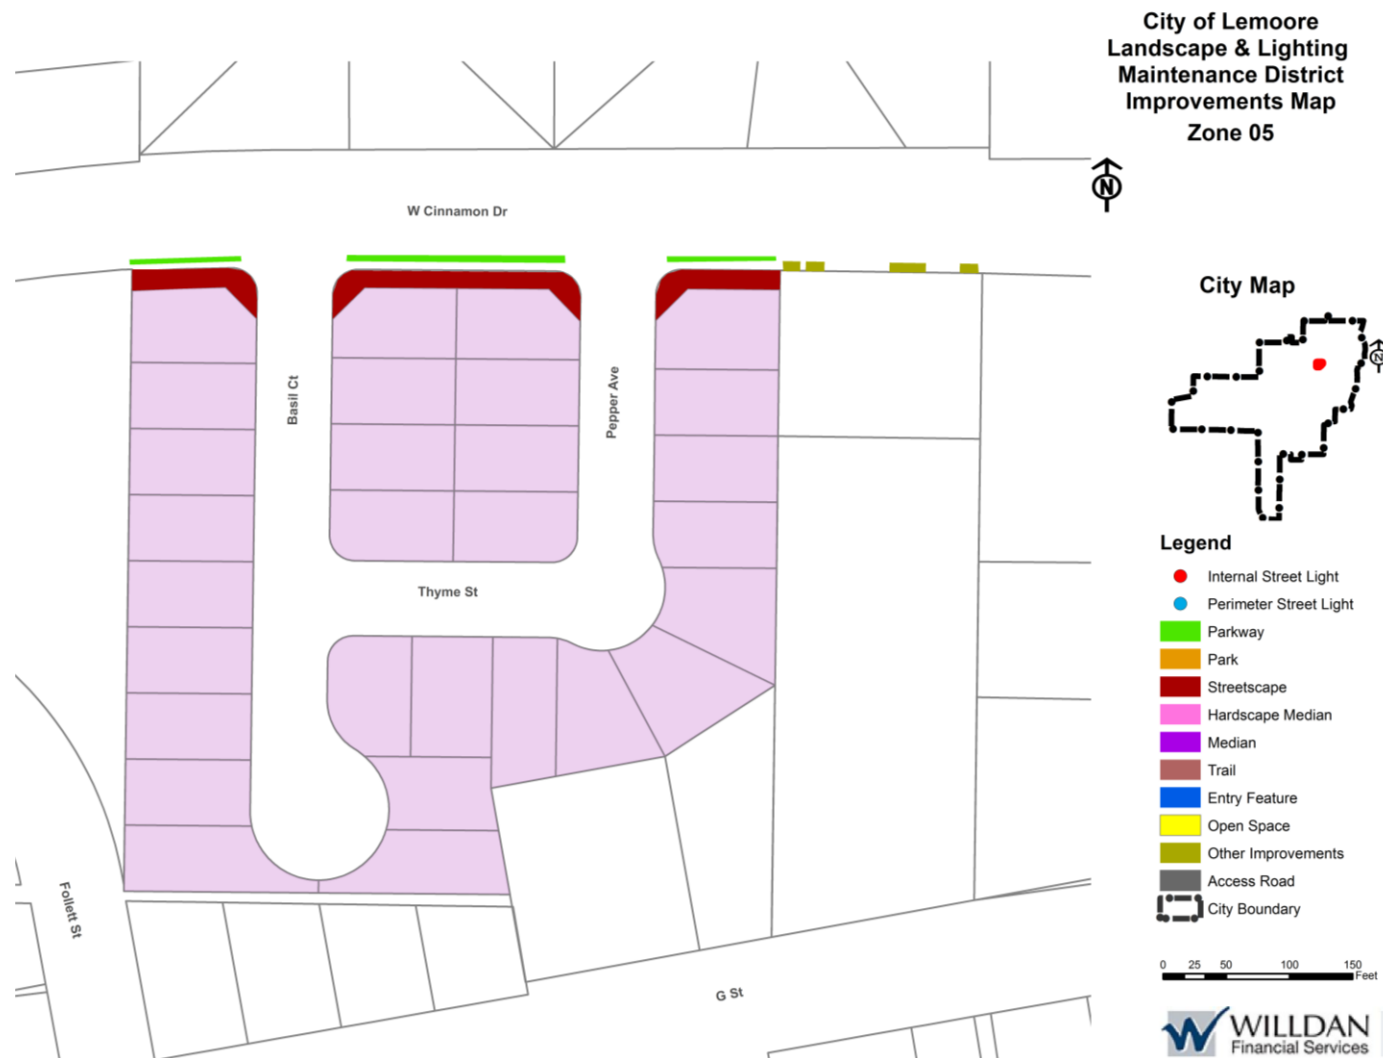 City of Lemoore
Landscape & Lighting
Maintenance District
Improvements Map
Zone 05
N
W Cinnamon Dr
Basil Ct
Pepper Ave
Thyme St
Follett St
G St
City Map
N
Legend
Internal Street Light
Perimeter Street Light
Parkway
Park
Streetscape
Hardscape Median
Median
Trail
Entry Feature
Open Space
Other Improvements
Access Road
City Boundary
0 25 50 100 150
Feet
WILLDAN
Financial Services